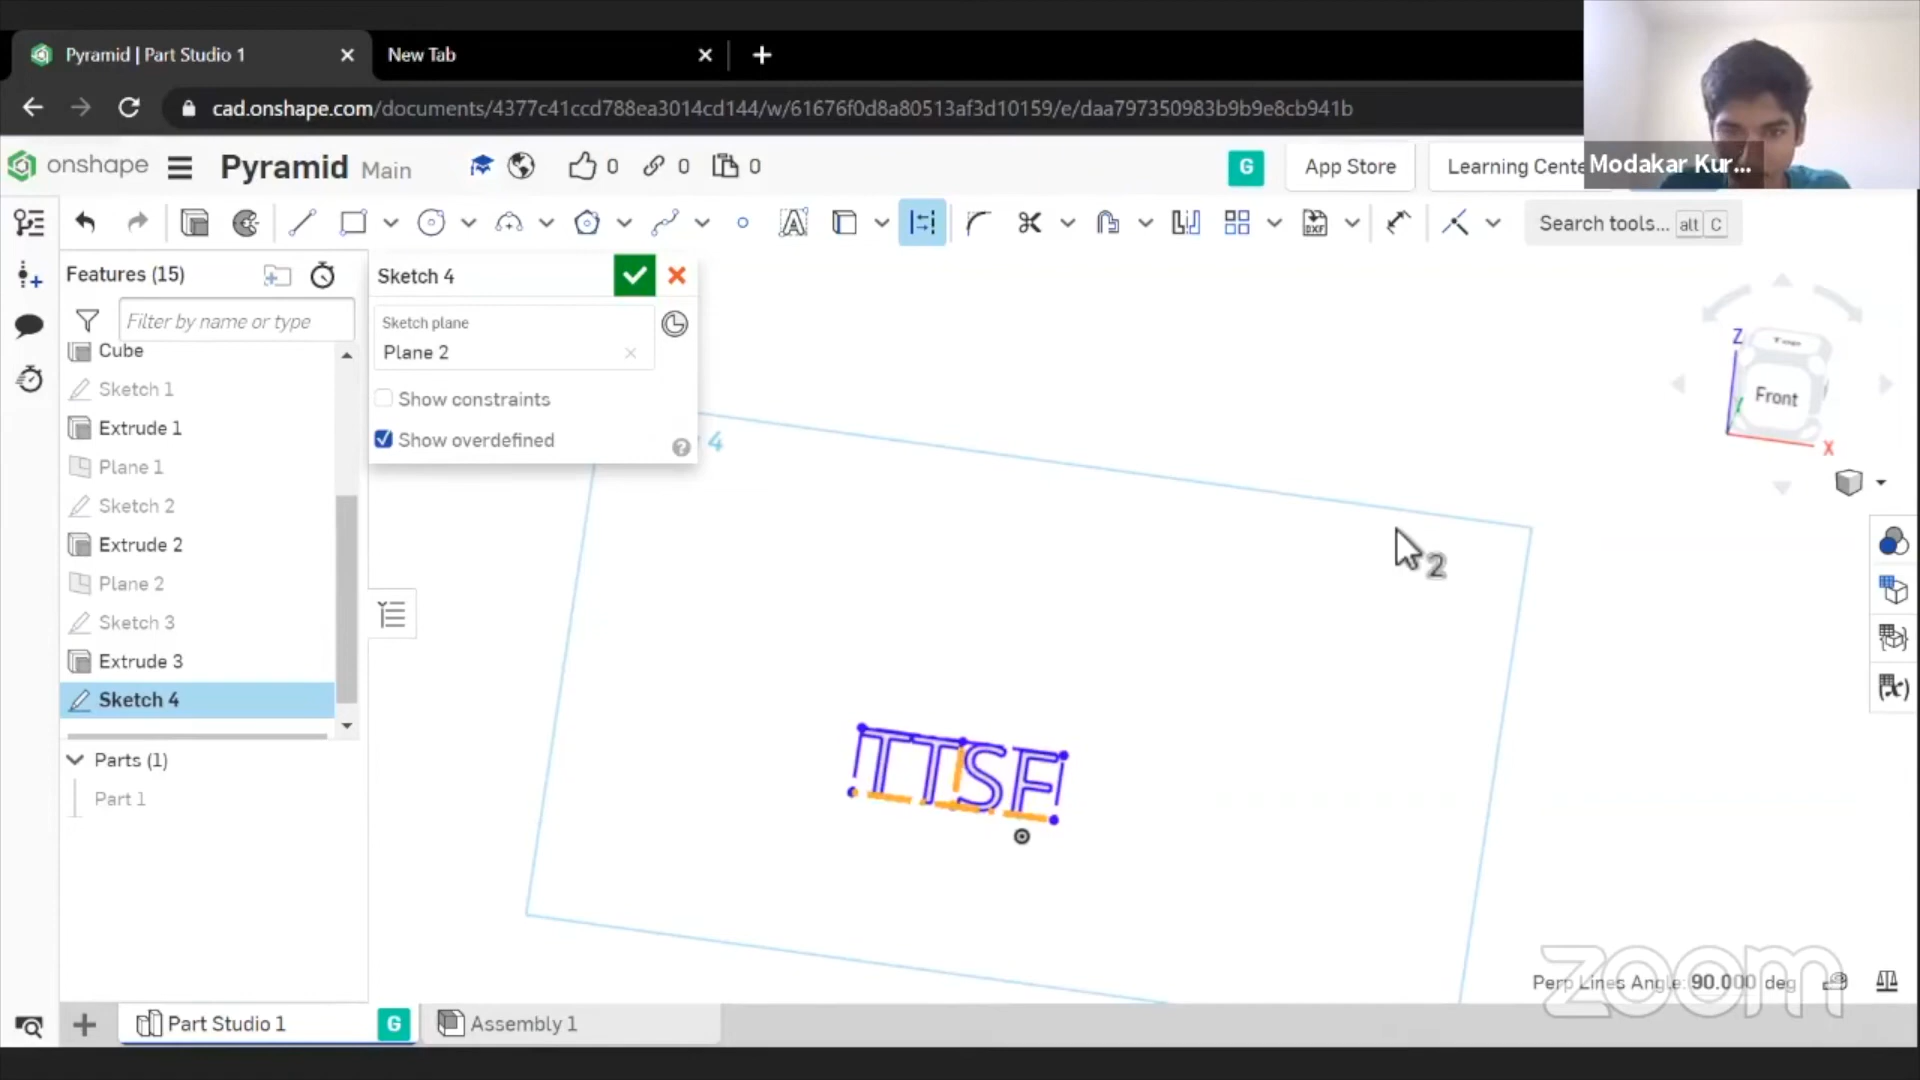 Pyramid | Part Studio 1
New Tab
cad.onshape.com/documents/4377c41ccd788ea3014cd144/w/61676f0d8a80513af3d10159/e/daa797350983b9b9e8cb941b
onshape
Pyramid Main
0
0
0
G
App Store
Learning Cente
Modakar Kur...
DXF
Search tools... alt C
Features (15)
Filter by name or type
Cube
Sketch 1
Extrude 1
Plane 1
Sketch 2
Extrude 2
Plane 2
Sketch 3
Extrude 3
Sketch 4
Parts (1)
Part 1
Sketch 4
Sketch plane
Plane 2
Show constraints
Show overdefined
4
Z
Front
X
2
TTSF
Perp Lines Angle: 90.000 deg
zoom
Part Studio 1
G
Assembly 1